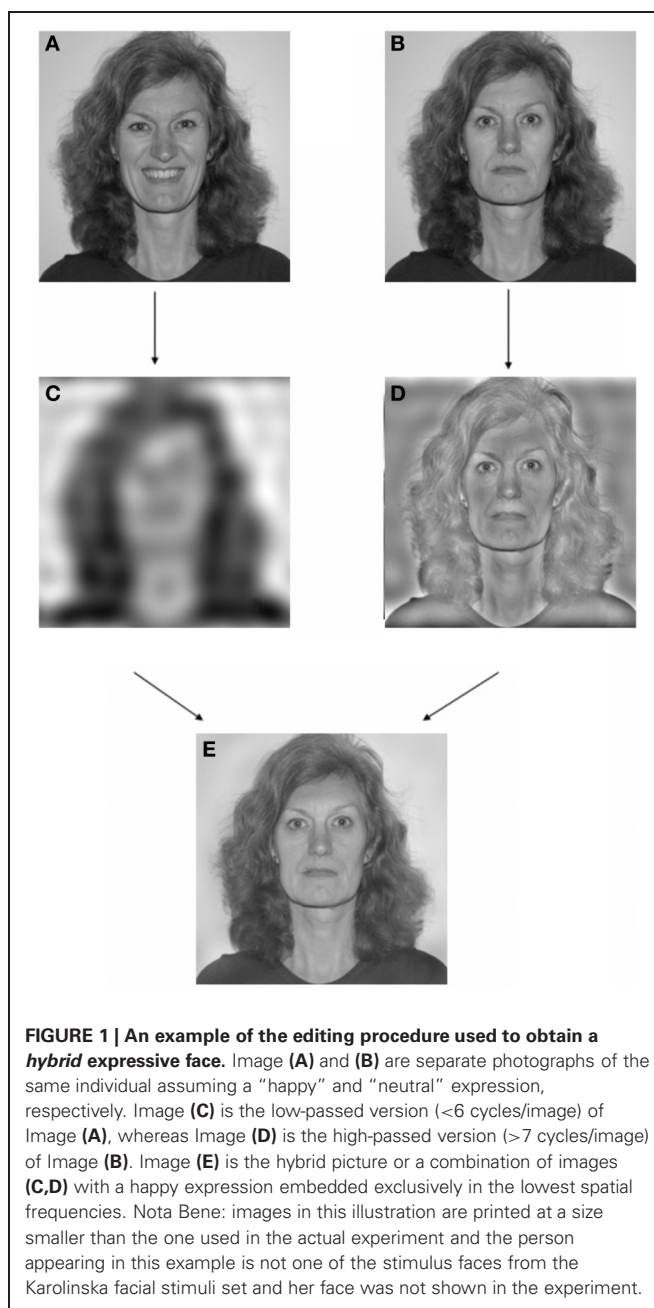 A
B
C
D
E
FIGURE 1 | An example of the editing procedure used to obtain a
hybrid expressive face. Image (A) and (B) are separate photographs of the
same individual assuming a “happy” and “neutral” expression,
respectively. Image (C) is the low-passed version (<6 cycles/image) of
Image (A), whereas Image (D) is the high-passed version (>7 cycles/image)
of Image (B). Image (E) is the hybrid picture or a combination of images
(C,D) with a happy expression embedded exclusively in the lowest spatial
frequencies. Nota Bene: images in this illustration are printed at a size
smaller than the one used in the actual experiment and the person
appearing in this example is not one of the stimulus faces from the
Karolinska facial stimuli set and her face was not shown in the experiment.